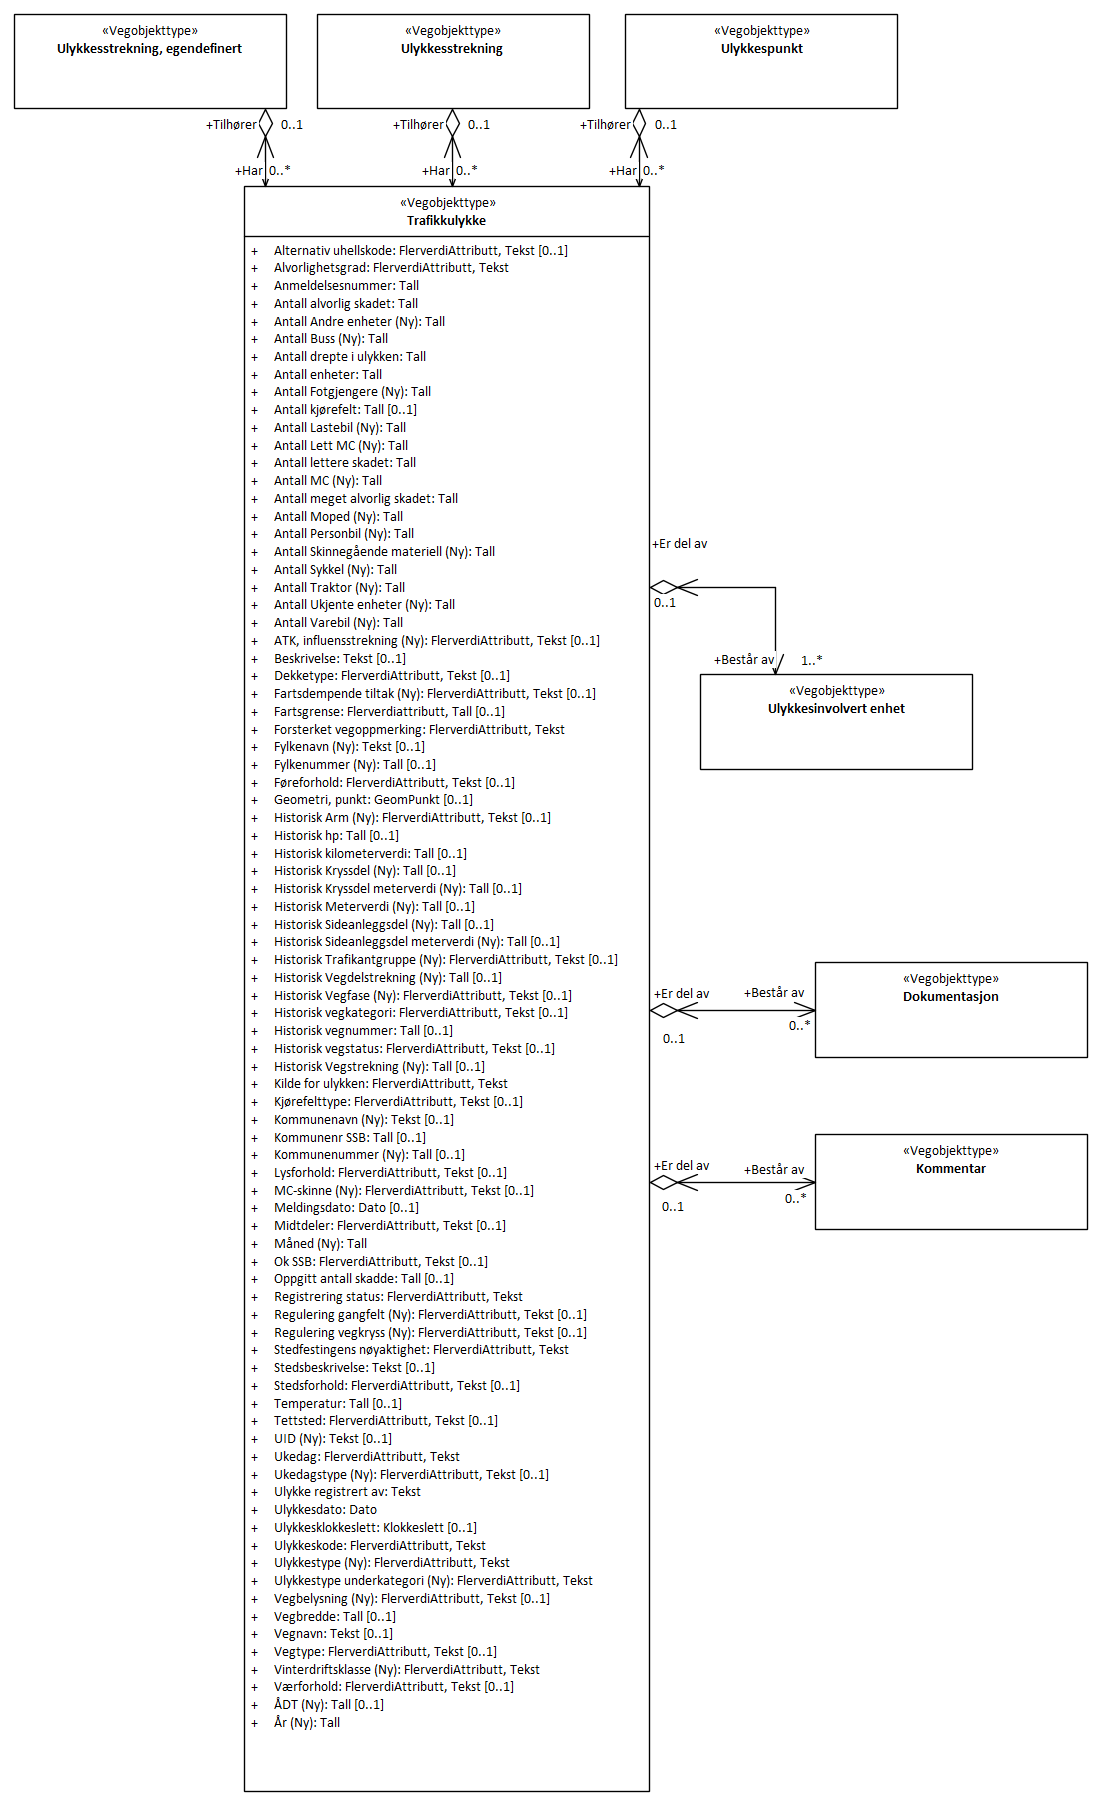 «Vegobjekttype»
Ulykkesstrekning, egendefinert
«Vegobjekttype»
Ulykkesstrekning
«Vegobjekttype»
Ulykkespunkt
+Tilhører 0..1
+Tilhører 0..1
+Tilhører 0..1
+Har 0..*
+Har 0..*
+Har 0..*
«Vegobjekttype»
Trafikkulykke
+ Alternativ uhellskode: FlerverdiAttributt, Tekst [0..1]
+ Alvorlighetsgrad: FlerverdiAttributt, Tekst
+ Anmeldelsesnummer: Tall
+ Antall alvorlig skadet: Tall
+ Antall Andre enheter (Ny): Tall
+ Antall Buss (Ny): Tall
+ Antall drepte i ulykken: Tall
+ Antall enheter: Tall
+ Antall Fotgjengere (Ny): Tall
+ Antall kjørefelt: Tall [0..1]
+ Antall Lastebil (Ny): Tall
+ Antall Lett MC (Ny): Tall
+ Antall lettere skadet: Tall
+ Antall MC (Ny): Tall
+ Antall meget alvorlig skadet: Tall
+ Antall Moped (Ny): Tall
+ Antall Personbil (Ny): Tall
+ Antall Skinnegående materiell (Ny): Tall
+ Antall Sykkel (Ny): Tall
+ Antall Traktor (Ny): Tall
+ Antall Ukjente enheter (Ny): Tall
+ Antall Varebil (Ny): Tall
+ ATK, influensstrekning (Ny): FlerverdiAttributt, Tekst [0..1]
+ Beskrivelse: Tekst [0..1]
+ Dekketype: FlerverdiAttributt, Tekst [0..1]
+ Fartsdempende tiltak (Ny): FlerverdiAttributt, Tekst [0..1]
+ Fartsgrense: Flerverdiattributt, Tall [0..1]
+ Forsterket vegoppmerking: FlerverdiAttributt, Tekst
+ Fylkenavn (Ny): Tekst [0..1]
+ Fylkenummer (Ny): Tall [0..1]
+ Føreforhold: FlerverdiAttributt, Tekst [0..1]
+ Geometri, punkt: GeomPunkt [0..1]
+ Historisk Arm (Ny): FlerverdiAttributt, Tekst [0..1]
+ Historisk hp: Tall [0..1]
+ Historisk kilometerverdi: Tall [0..1]
+ Historisk Kryssdel (Ny): Tall [0..1]
+ Historisk Kryssdel meterverdi (Ny): Tall [0..1]
+ Historisk Meterverdi (Ny): Tall [0..1]
+ Historisk Sideanleggsdel (Ny): Tall [0..1]
+ Historisk Sideanleggsdel meterverdi (Ny): Tall [0..1]
+ Historisk Trafikantgruppe (Ny): FlerverdiAttributt, Tekst [0..1]
+ Historisk Vegdelstrekning (Ny): Tall [0..1]
+ Historisk Vegfase (Ny): FlerverdiAttributt, Tekst [0..1]
+ Historisk vegkategori: FlerverdiAttributt, Tekst [0..1]
+ Historisk vegnummer: Tall [0..1]
+ Historisk vegstatus: FlerverdiAttributt, Tekst [0..1]
+ Historisk Vegstrekning (Ny): Tall [0..1]
+ Kilde for ulykken: FlerverdiAttributt, Tekst
+ Kjørefelttype: FlerverdiAttributt, Tekst [0..1]
+ Kommunenavn (Ny): Tekst [0..1]
+ Kommunenr SSB: Tall [0..1]
+ Kommunenummer (Ny): Tall [0..1]
+ Lysforhold: FlerverdiAttributt, Tekst [0..1]
+ MC-skinne (Ny): FlerverdiAttributt, Tekst [0..1]
+ Meldingsdato: Dato [0..1]
+ Midtdeler: FlerverdiAttributt, Tekst [0..1]
+ Måned (Ny): Tall
+ Ok SSB: FlerverdiAttributt, Tekst [0..1]
+ Oppgitt antall skadde: Tall [0..1]
+ Registrering status: FlerverdiAttributt, Tekst
+ Regulering gangfelt (Ny): FlerverdiAttributt, Tekst [0..1]
+ Regulering vegkryss (Ny): FlerverdiAttributt, Tekst [0..1]
+ Stedfestingens nøyaktighet: FlerverdiAttributt, Tekst
+ Stedsbeskrivelse: Tekst [0..1]
+ Stedsforhold: FlerverdiAttributt, Tekst [0..1]
+ Temperatur: Tall [0..1]
+ Tettsted: FlerverdiAttributt, Tekst [0..1]
+ UID (Ny): Tekst [0..1]
+ Ukedag: FlerverdiAttributt, Tekst
+ Ukedagstype (Ny): FlerverdiAttributt, Tekst [0..1]
+ Ulykke registrert av: Tekst
+ Ulykkesdato: Dato
+ Ulykkesklokkeslett: Klokkeslett [0..1]
+ Ulykkeskode: FlerverdiAttributt, Tekst
+ Ulykkestype (Ny): FlerverdiAttributt, Tekst
+ Ulykkestype underkategori (Ny): FlerverdiAttributt, Tekst
+ Vegbelysning (Ny): FlerverdiAttributt, Tekst [0..1]
+ Vegbredde: Tall [0..1]
+ Vegnavn: Tekst [0..1]
+ Vegtype: FlerverdiAttributt, Tekst [0..1]
+ Vinterdriftsklasse (Ny): FlerverdiAttributt, Tekst
+ Værforhold: FlerverdiAttributt, Tekst [0..1]
+ ÅDT (Ny): Tall [0..1]
+ År (Ny): Tall
+Er del av
0..1
+Består av 1..*
«Vegobjekttype»
Ulykkesinvolvert enhet
+Er del av +Består av
0..1 0..*
«Vegobjekttype»
Dokumentasjon
+Er del av +Består av
0..1 0..*
«Vegobjekttype»
Kommentar